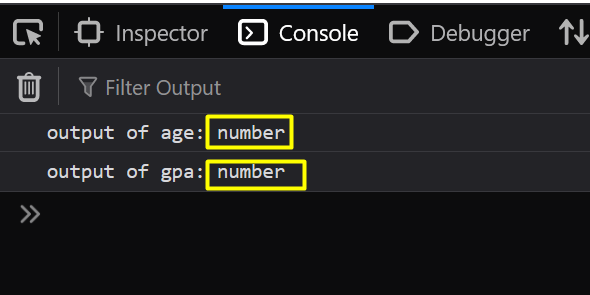 Inspector Console Debugger
Filter Output
output of age: number
output of gpa: number